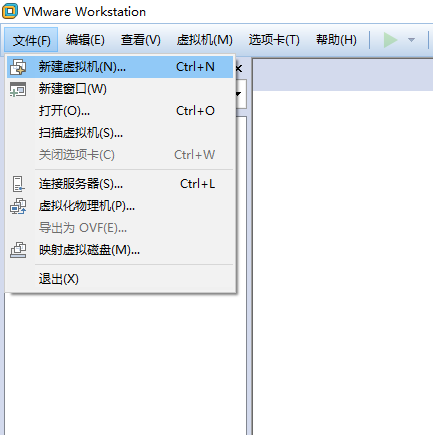 VMware Workstation
文件(F) 编辑(E) 查看(V) 虚拟机(M) 选项卡(T) 帮助(H)
新建虚拟机(N)... Ctrl+N
新建窗口(W)
打开(O)... Ctrl+O
扫描虚拟机(S)...
关闭选项卡(C) Ctrl+W
连接服务器(S)... Ctrl+L
虚拟化物理机(P)...
导出为 OVF(E)...
映射虚拟磁盘(M)...
退出(X)